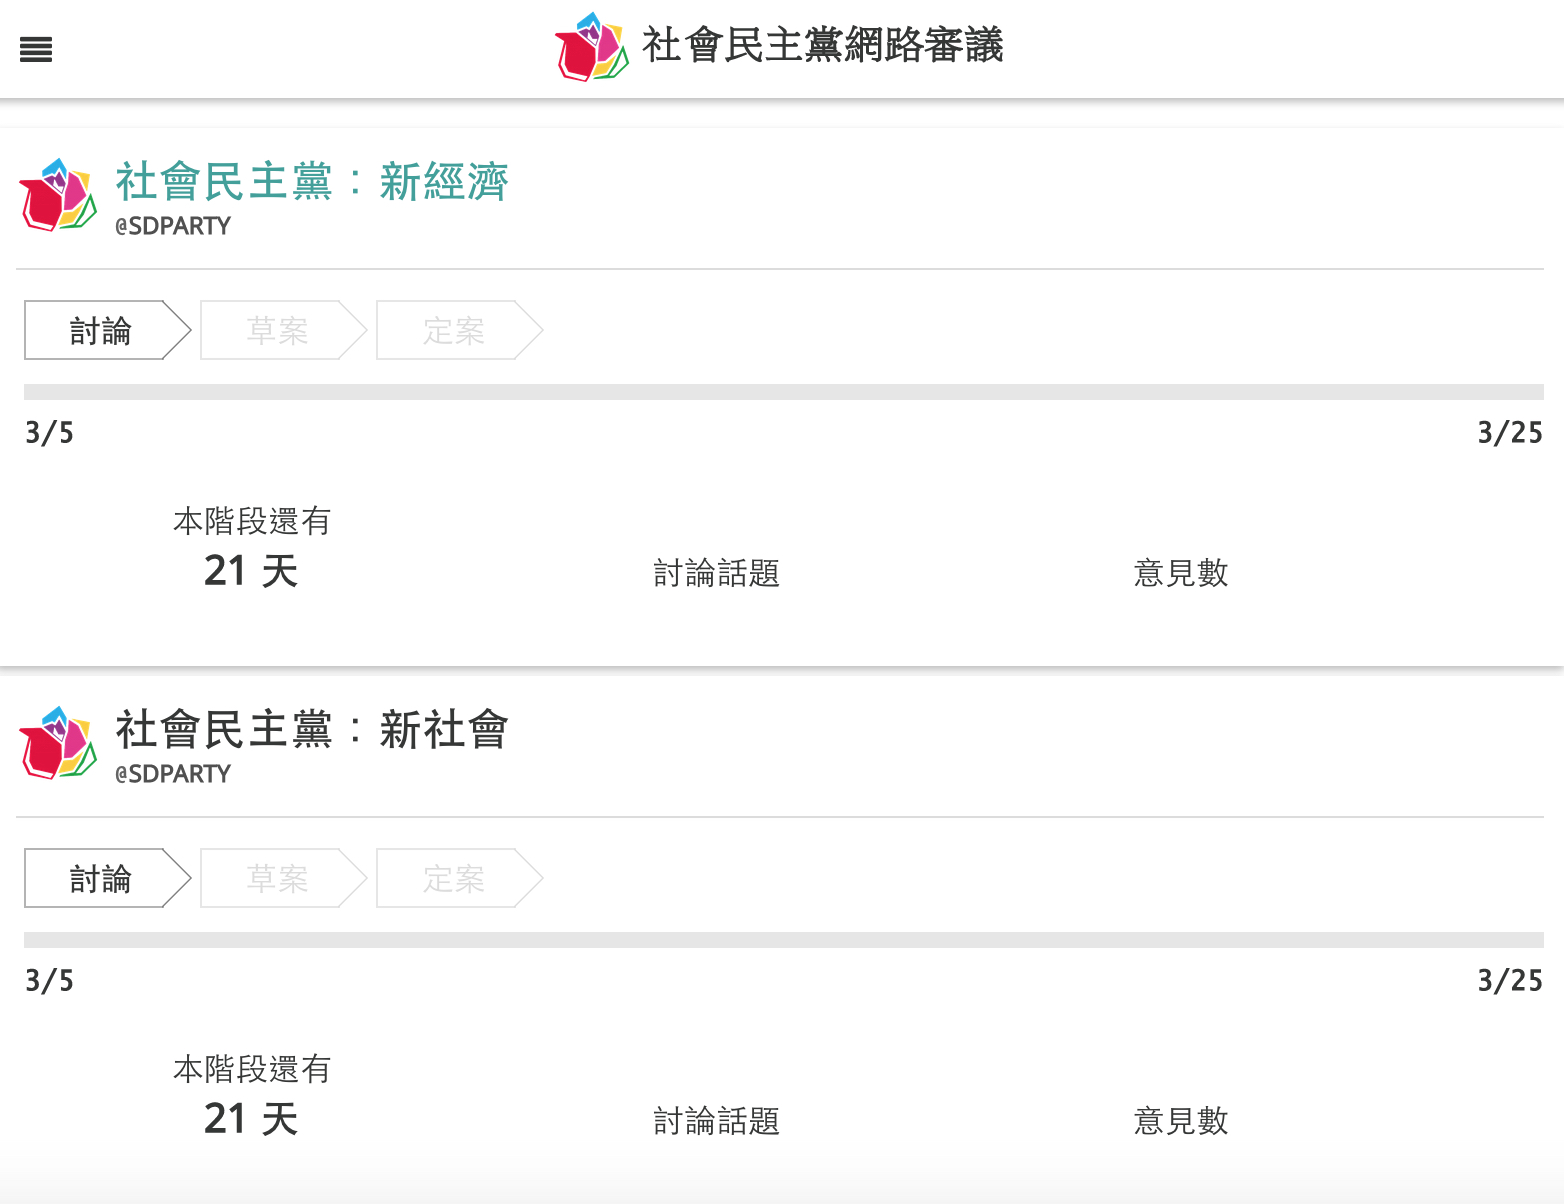 社會民主黨網路審議
社會民主黨：新經濟
@SDPARTY
討論 草案 定案
3/5 3/25
本階段還有
21 天 討論話題 意見數
社會民主黨：新社會
@SDPARTY
討論 草案 定案
3/5 3/25
本階段還有
21 天 討論話題 意見數